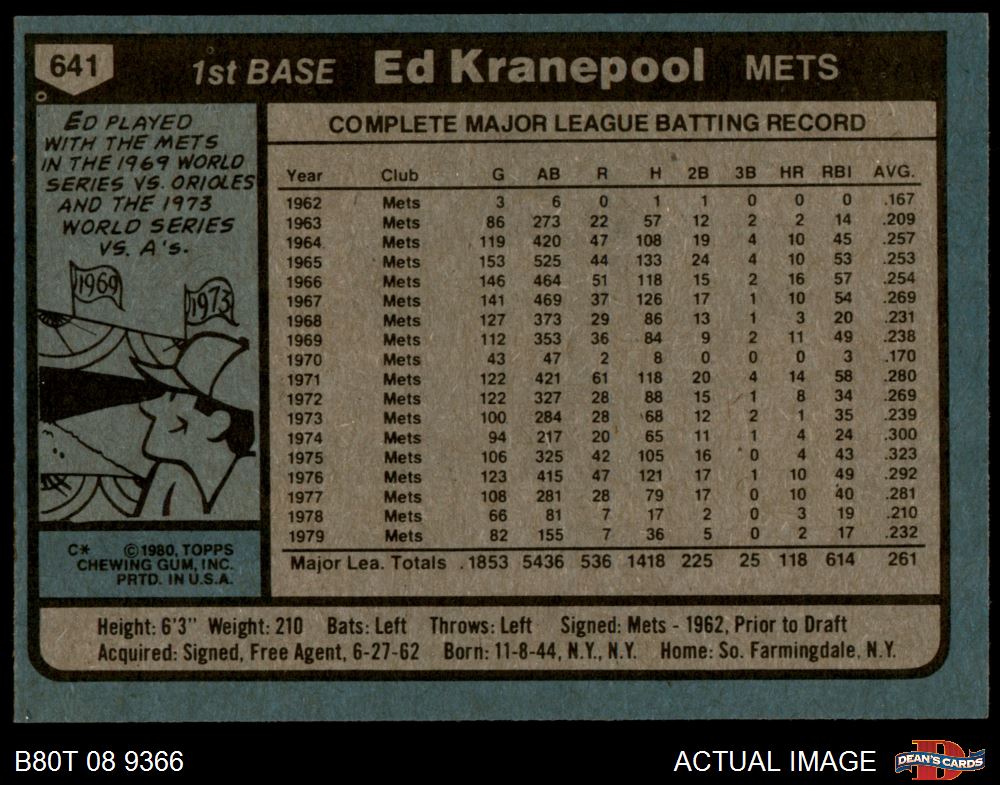 641 1st BASE Ed Kranepool METS
ED PLAYED
WITH THE METS
IN THE 1969 WORLD
SERIES VS. ORIOLES
AND THE 1973
WORLD SERIES
VS. A's.
1969
1973
C* ©1980, TOPPS
CHEWING GUM, INC.
PRTD. IN U.S.A.
COMPLETE MAJOR LEAGUE BATTING RECORD
Year Club G AB R H 2B 3B HR RBI AVG.
1962 Mets 3 6 0 1 1 0 0 0 .167
1963 Mets 86 273 22 57 12 2 2 14 .209
1964 Mets 119 420 47 108 19 4 10 45 .257
1965 Mets 153 525 44 133 24 4 10 53 .253
1966 Mets 146 464 51 118 15 2 16 57 .254
1967 Mets 141 469 37 126 17 1 10 54 .269
1968 Mets 127 373 29 86 13 1 3 20 .231
1969 Mets 112 353 36 84 9 2 11 49 .238
1970 Mets 43 47 2 8 0 0 0 3 .170
1971 Mets 122 421 61 118 20 4 14 58 .280
1972 Mets 122 327 28 88 15 1 8 34 .269
1973 Mets 100 284 28 68 12 2 1 35 .239
1974 Mets 94 217 20 65 11 1 4 24 .300
1975 Mets 106 325 42 105 16 0 4 43 .323
1976 Mets 123 415 47 121 17 1 10 49 .292
1977 Mets 108 281 28 79 17 0 10 40 .281
1978 Mets 66 81 7 17 2 0 3 19 .210
1979 Mets 82 155 7 36 5 0 2 17 .232
Major Lea. Totals . 1853 5436 536 1418 225 25 118 614 261
Height: 6'3" Weight: 210 Bats: Left Throws: Left Signed: Mets - 1962, Prior to Draft
Acquired: Signed, Free Agent, 6-27-62 Born: 11-8-44, N.Y., N.Y. Home: So. Farmingdale, N.Y.
B80T 08 9366 ACTUAL IMAGE DEAN'S CARDS